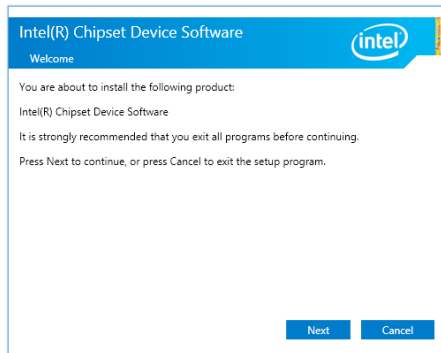 Intel(R) Chipset Device Software
intel
Welcome
You are about to install the following product:
Intel(R) Chipset Device Software
It is strongly recommended that you exit all programs before continuing.
Press Next to continue, or press Cancel to exit the setup program.
Next
Cancel